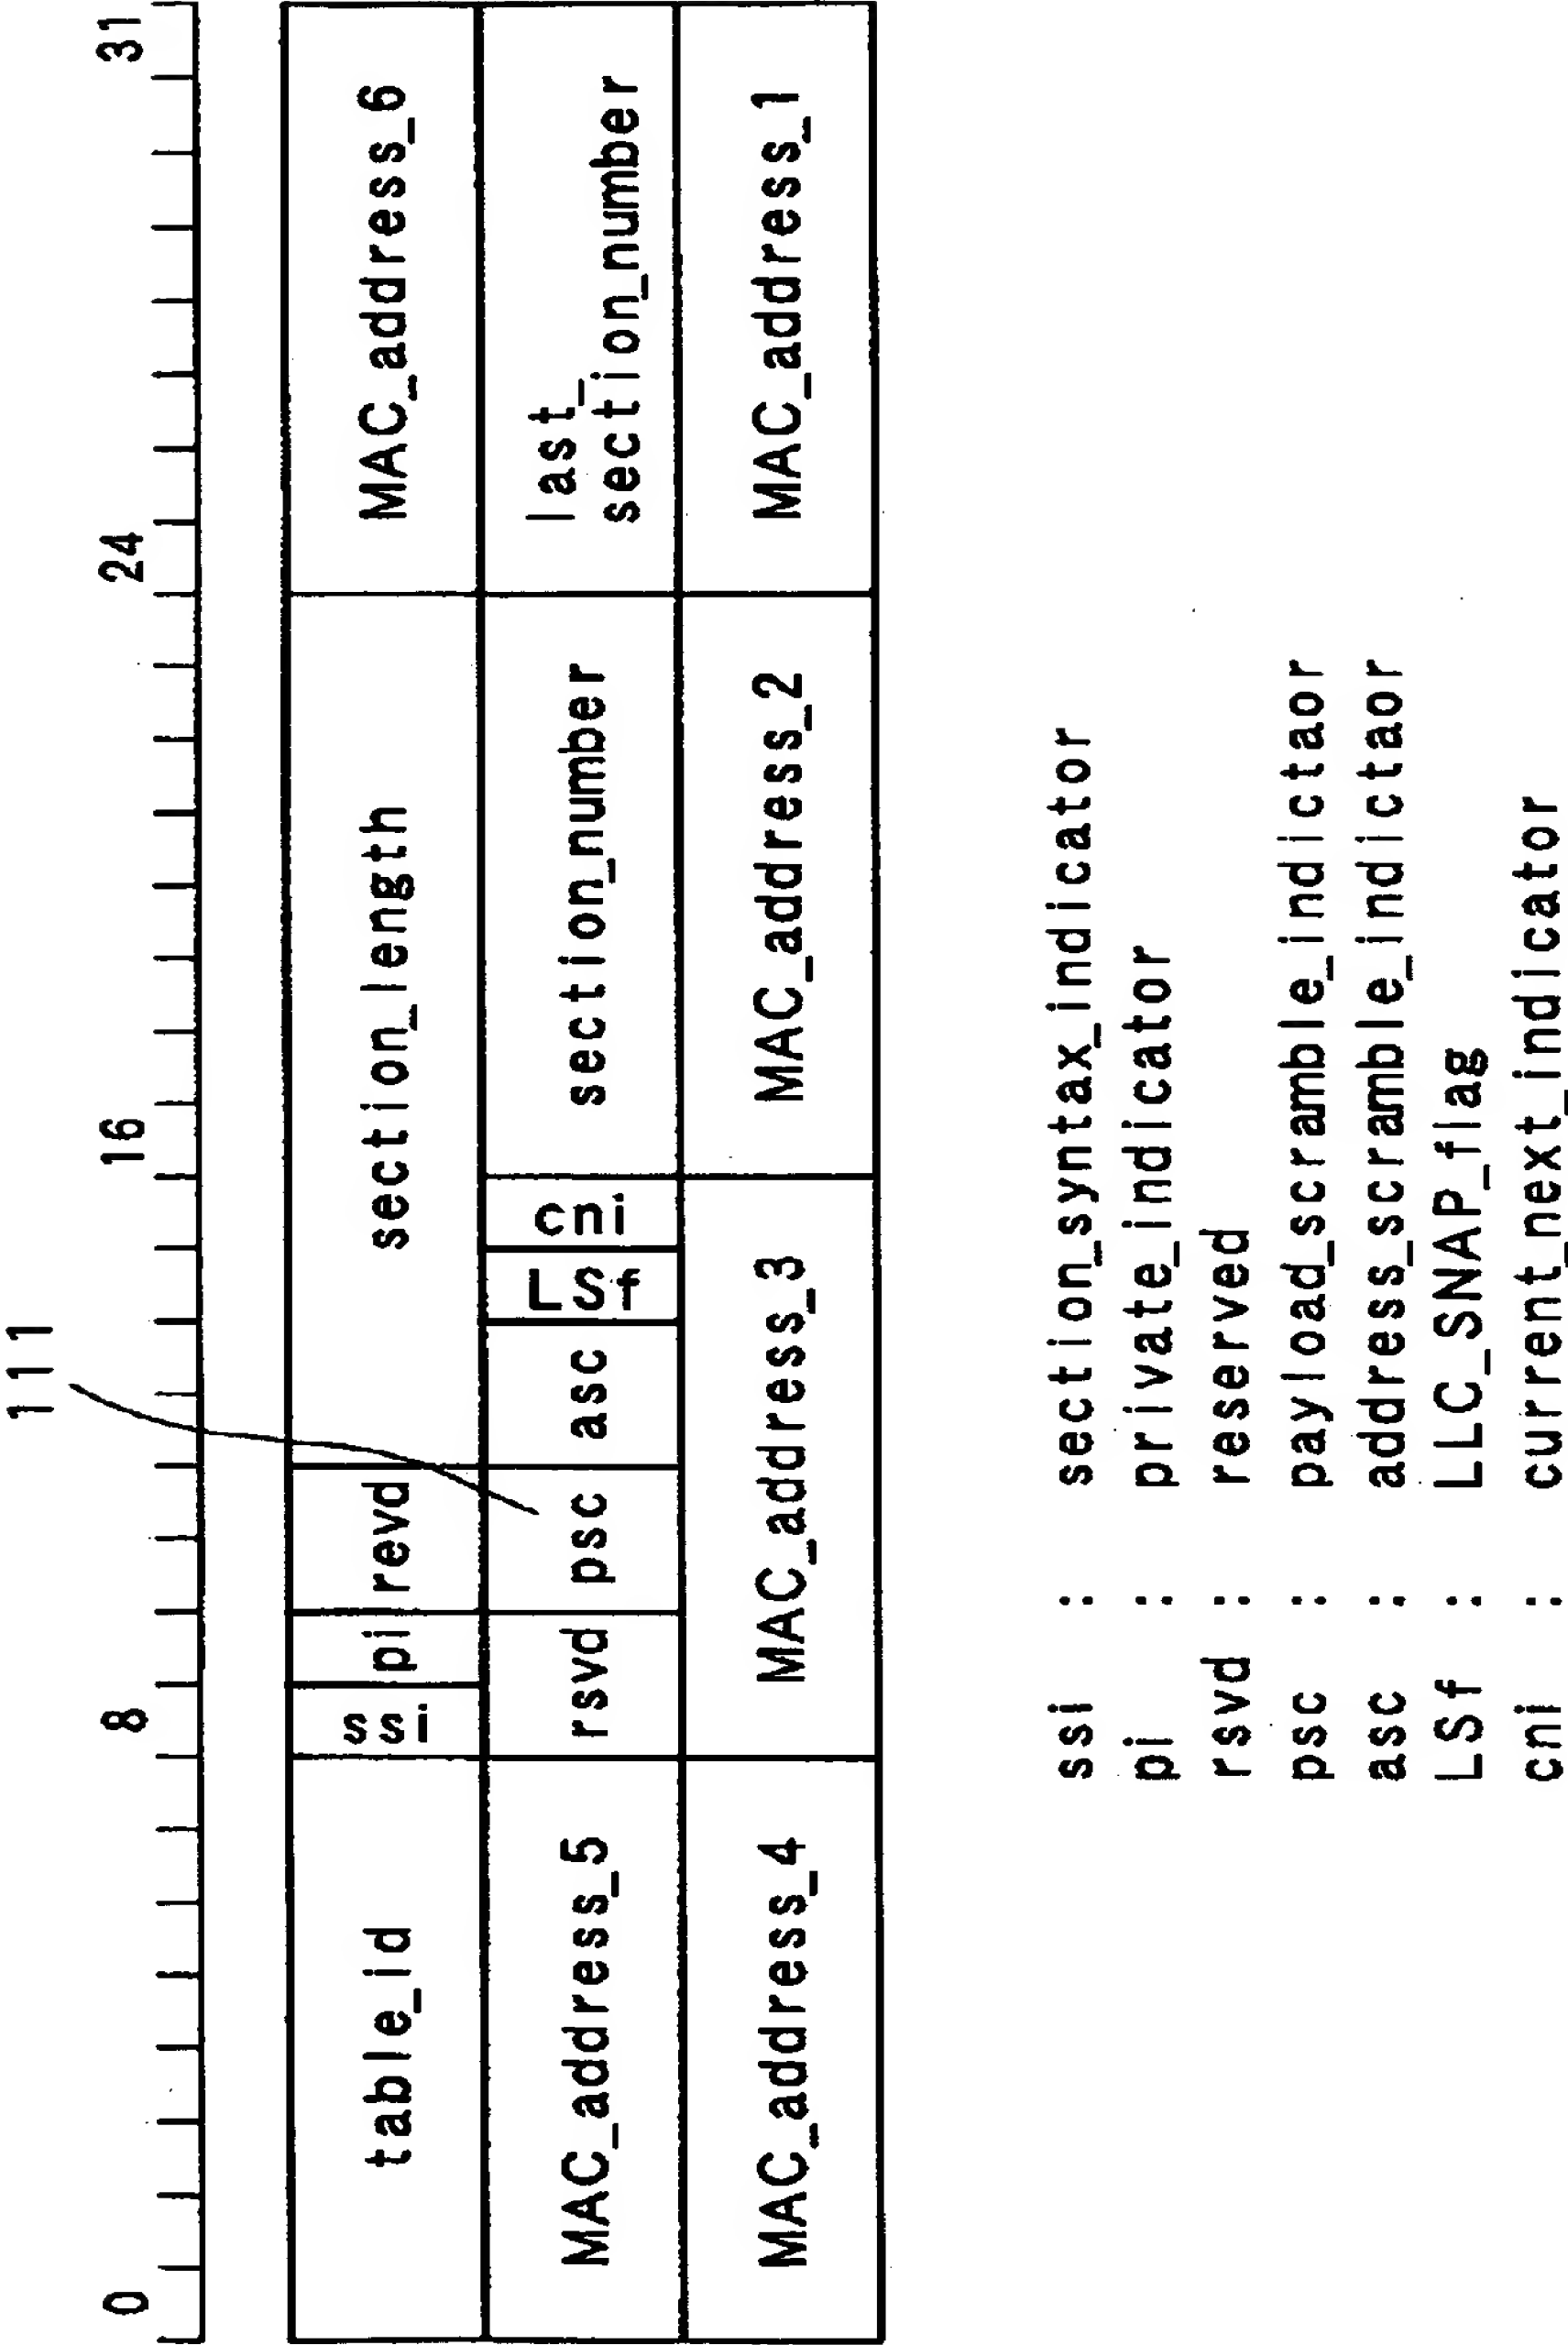 111
0 8 16 24 31
table_id ssi pi revd section_length MAC_address_6
MAC_address_5 rsvd psc asc LSf cni section_number last_
section_number
MAC_address_4 MAC_address_3 MAC_address_2 MAC_address_1
ssi : section_syntax_indicator
pi : private_indicator
rsvd : reserved
psc : payload_scramble_indictaor
asc : address_scramble_indictaor
LSf : LLC_SNAP_flag
cni : current_next_indicator